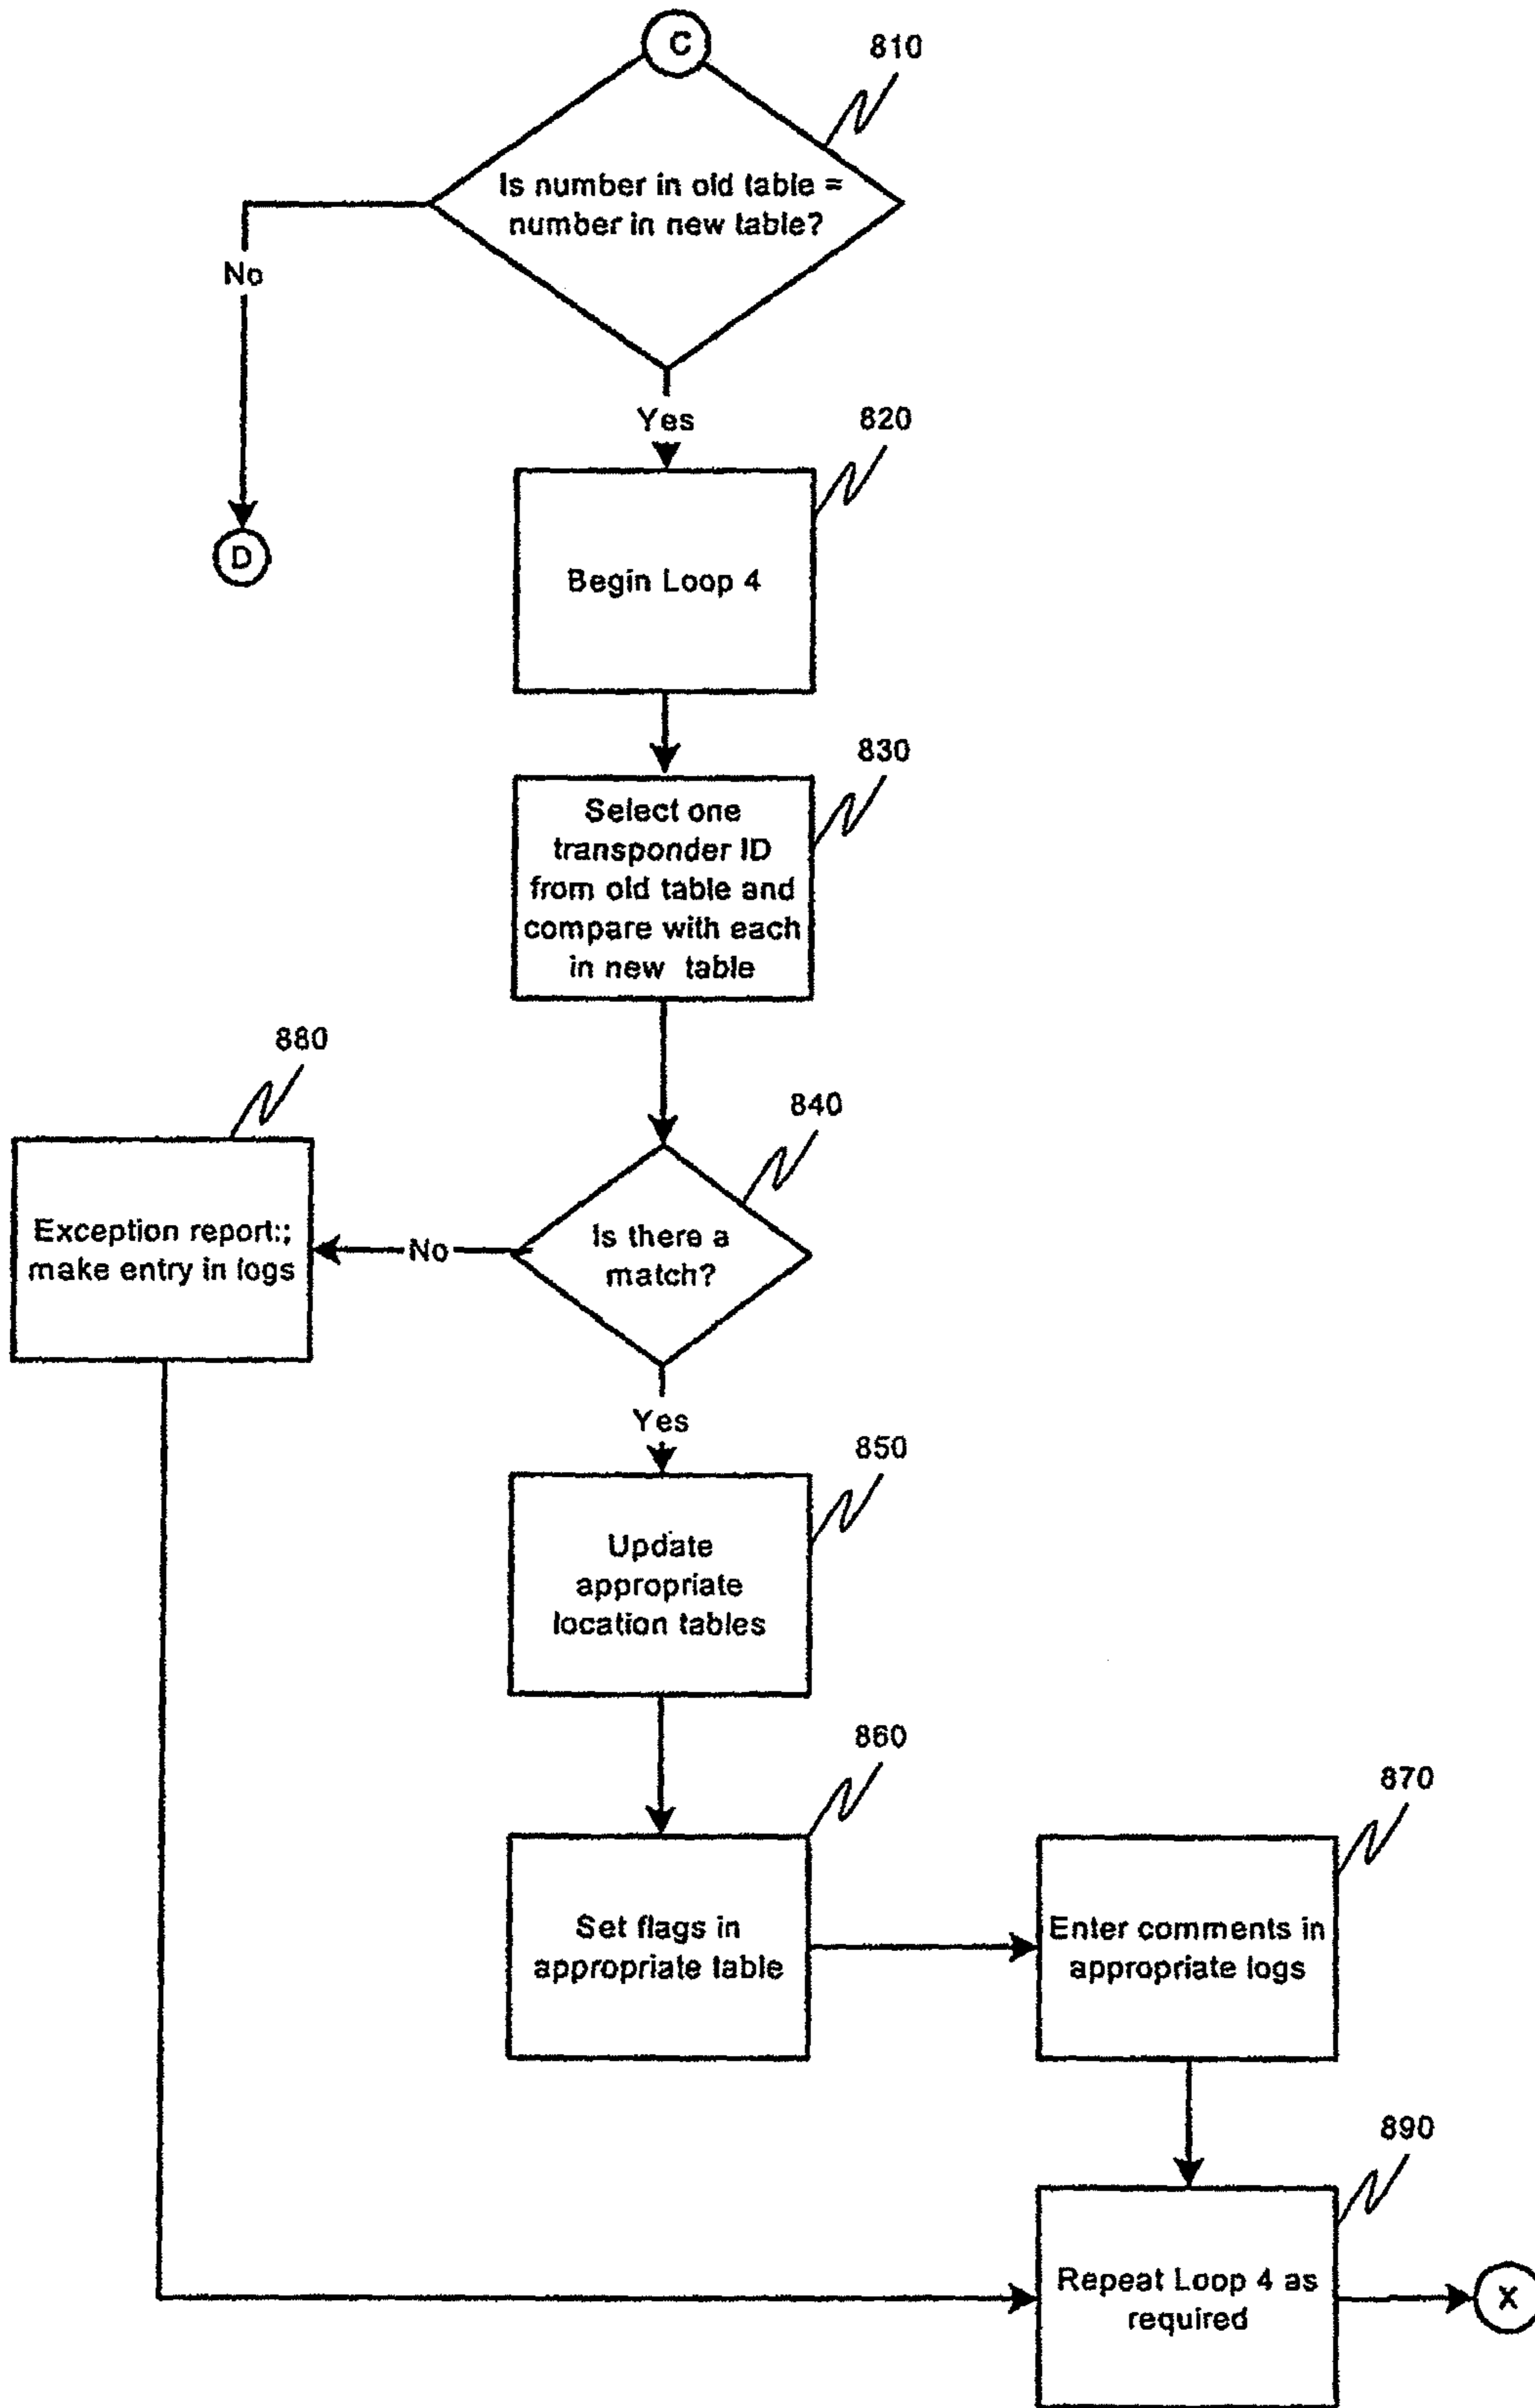 C
810
Is number in old table =
number in new table?
No
Yes
D
820
Begin Loop 4
830
Select one
transponder ID
from old table and
compare with each
in new table
880
Exception report:;
make entry in logs
No
840
Is there a
match?
Yes
850
Update
appropriate
location tables
860
Set flags in
appropriate table
870
Enter comments in
appropriate logs
890
Repeat Loop 4 as
required
X